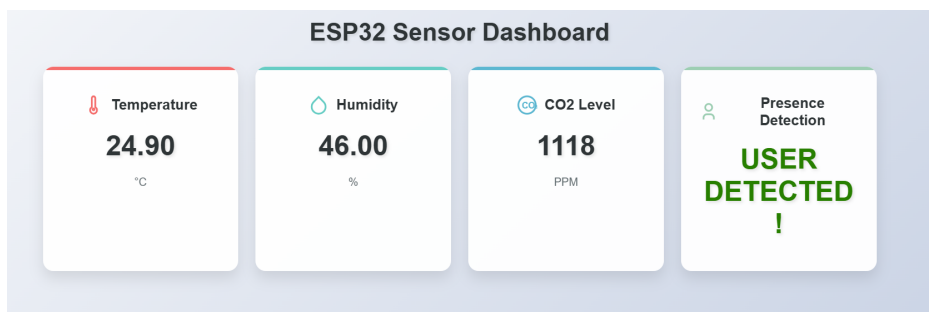 ESP32 Sensor Dashboard
Temperature
24.90
°C
Humidity
46.00
%
CO2 Level
1118
PPM
Presence
Detection
USER
DETECTED
!